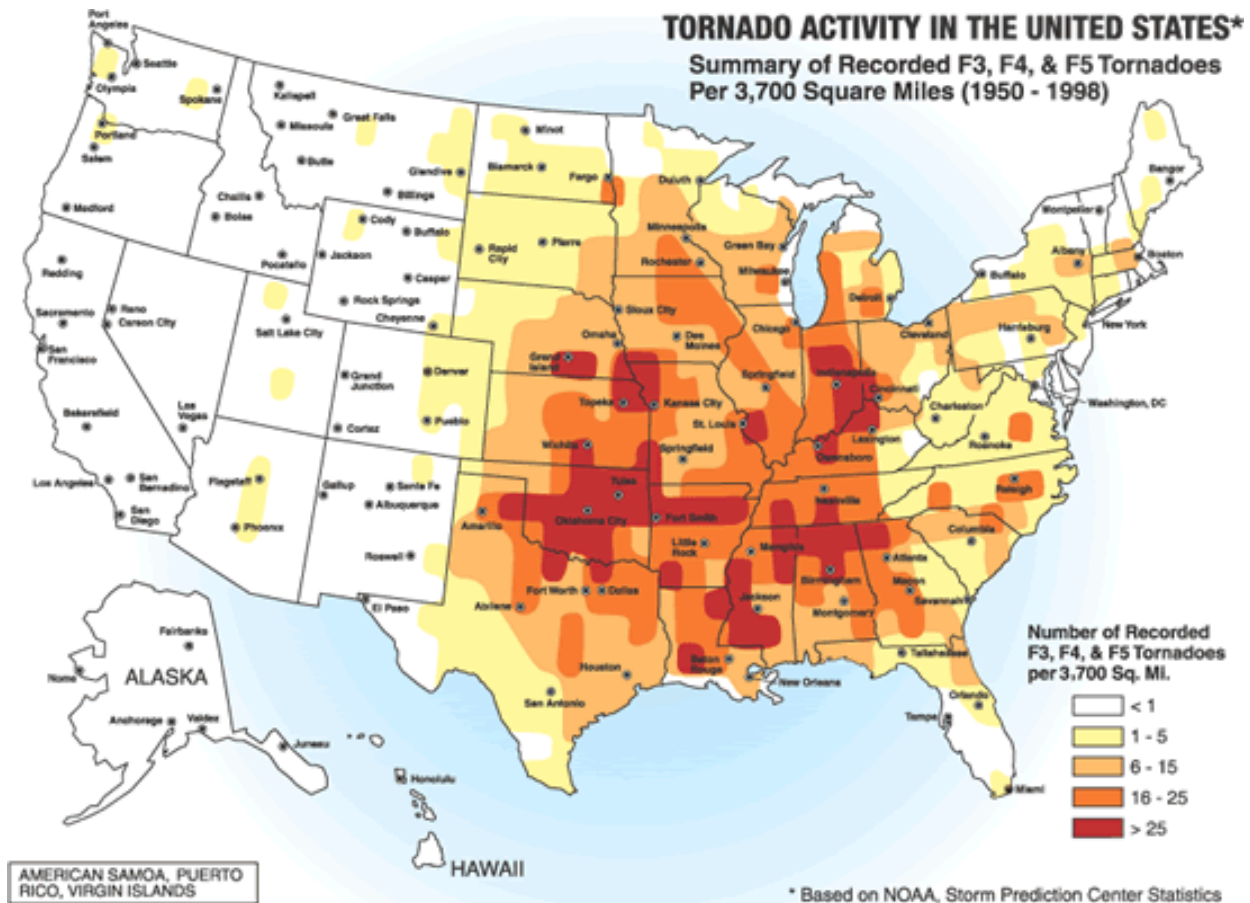 TORNADO ACTIVITY IN THE UNITED STATES*
Summary of Recorded F3, F4, & F5 Tornadoes
Per 3,700 Square Miles (1950 - 1998)
Port
Angeles
Seattle
Olympia
Spokane
Portland
Salem
Medford
Kalispell
Great Falls
Missoula
Butte
Glendive
Billings
Challis
Boise
Pocatello
Cody
Buffalo
Jackson
Casper
Rock Springs
Cheyenne
Minot
Bismarck
Fargo
Rapid
City
Pierre
Duluth
Minneapolis
Rochester
Green Bay
Milwaukee
Detroit
Chicago
Sioux City
Omaha
Des
Moines
Grand
Island
Topeka
Kansas City
Wichita
Springfield
St. Louis
Springfield
Indianapolis
Cincinnati
Cleveland
Lexington
Owensboro
Charleston
Roanoke
Raleigh
Columbia
Nashville
Memphis
Atlanta
Macon
Savannah
Birmingham
Montgomery
Jackson
Little
Rock
Fort Smith
Tulsa
Oklahoma City
Amarillo
Fort Worth
Dallas
Abilene
Houston
San Antonio
Baton
Rouge
New Orleans
Tallahassee
Orlando
Tampa
Miami
Bangor
Montpelier
Albany
Boston
Buffalo
New York
Harrisburg
Washington, DC
Redding
Reno
Carson City
Sacramento
San
Francisco
Bakersfield
Las
Vegas
Los Angeles
San
Bernadino
San
Diego
Salt Lake City
Grand
Junction
Denver
Pueblo
Cortez
Flagstaff
Phoenix
Gallup
Santa Fe
Albuquerque
Roswell
El Paso
Fairbanks
Nome
ALASKA
Anchorage
Valdez
Juneau
Honolulu
HAWAII
Number of Recorded
F3, F4, & F5 Tornadoes
per 3,700 Sq. Mi.
< 1
1 - 5
6 - 15
16 - 25
> 25
AMERICAN SAMOA, PUERTO
RICO, VIRGIN ISLANDS
* Based on NOAA, Storm Prediction Center Statistics